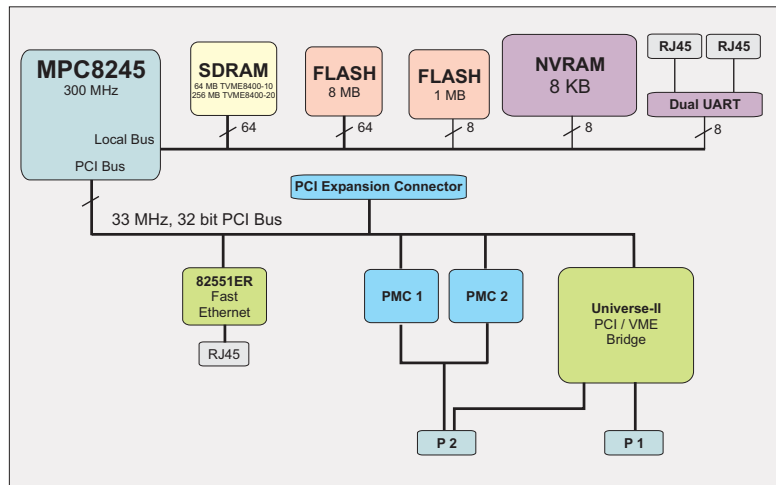 MPC8245
300 MHz
Local Bus
PCI Bus
SDRAM
64 MB TVME8400-10
256 MB TVME8400-20
FLASH
8 MB
FLASH
1 MB
NVRAM
8 KB
RJ45
RJ45
Dual UART
64
64
8
8
8
PCI Expansion Connector
33 MHz, 32 bit PCI Bus
82551ER
Fast
Ethernet
RJ45
PMC 1
PMC 2
Universe-II
PCI / VME
Bridge
P 2
P 1